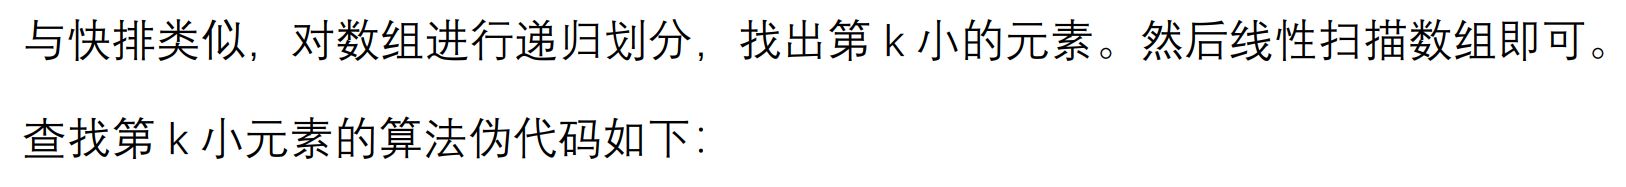 与快排类似，对数组进行递归划分，找出第 k 小的元素。然后线性扫描数组即可。
查找第 k 小元素的算法伪代码如下：